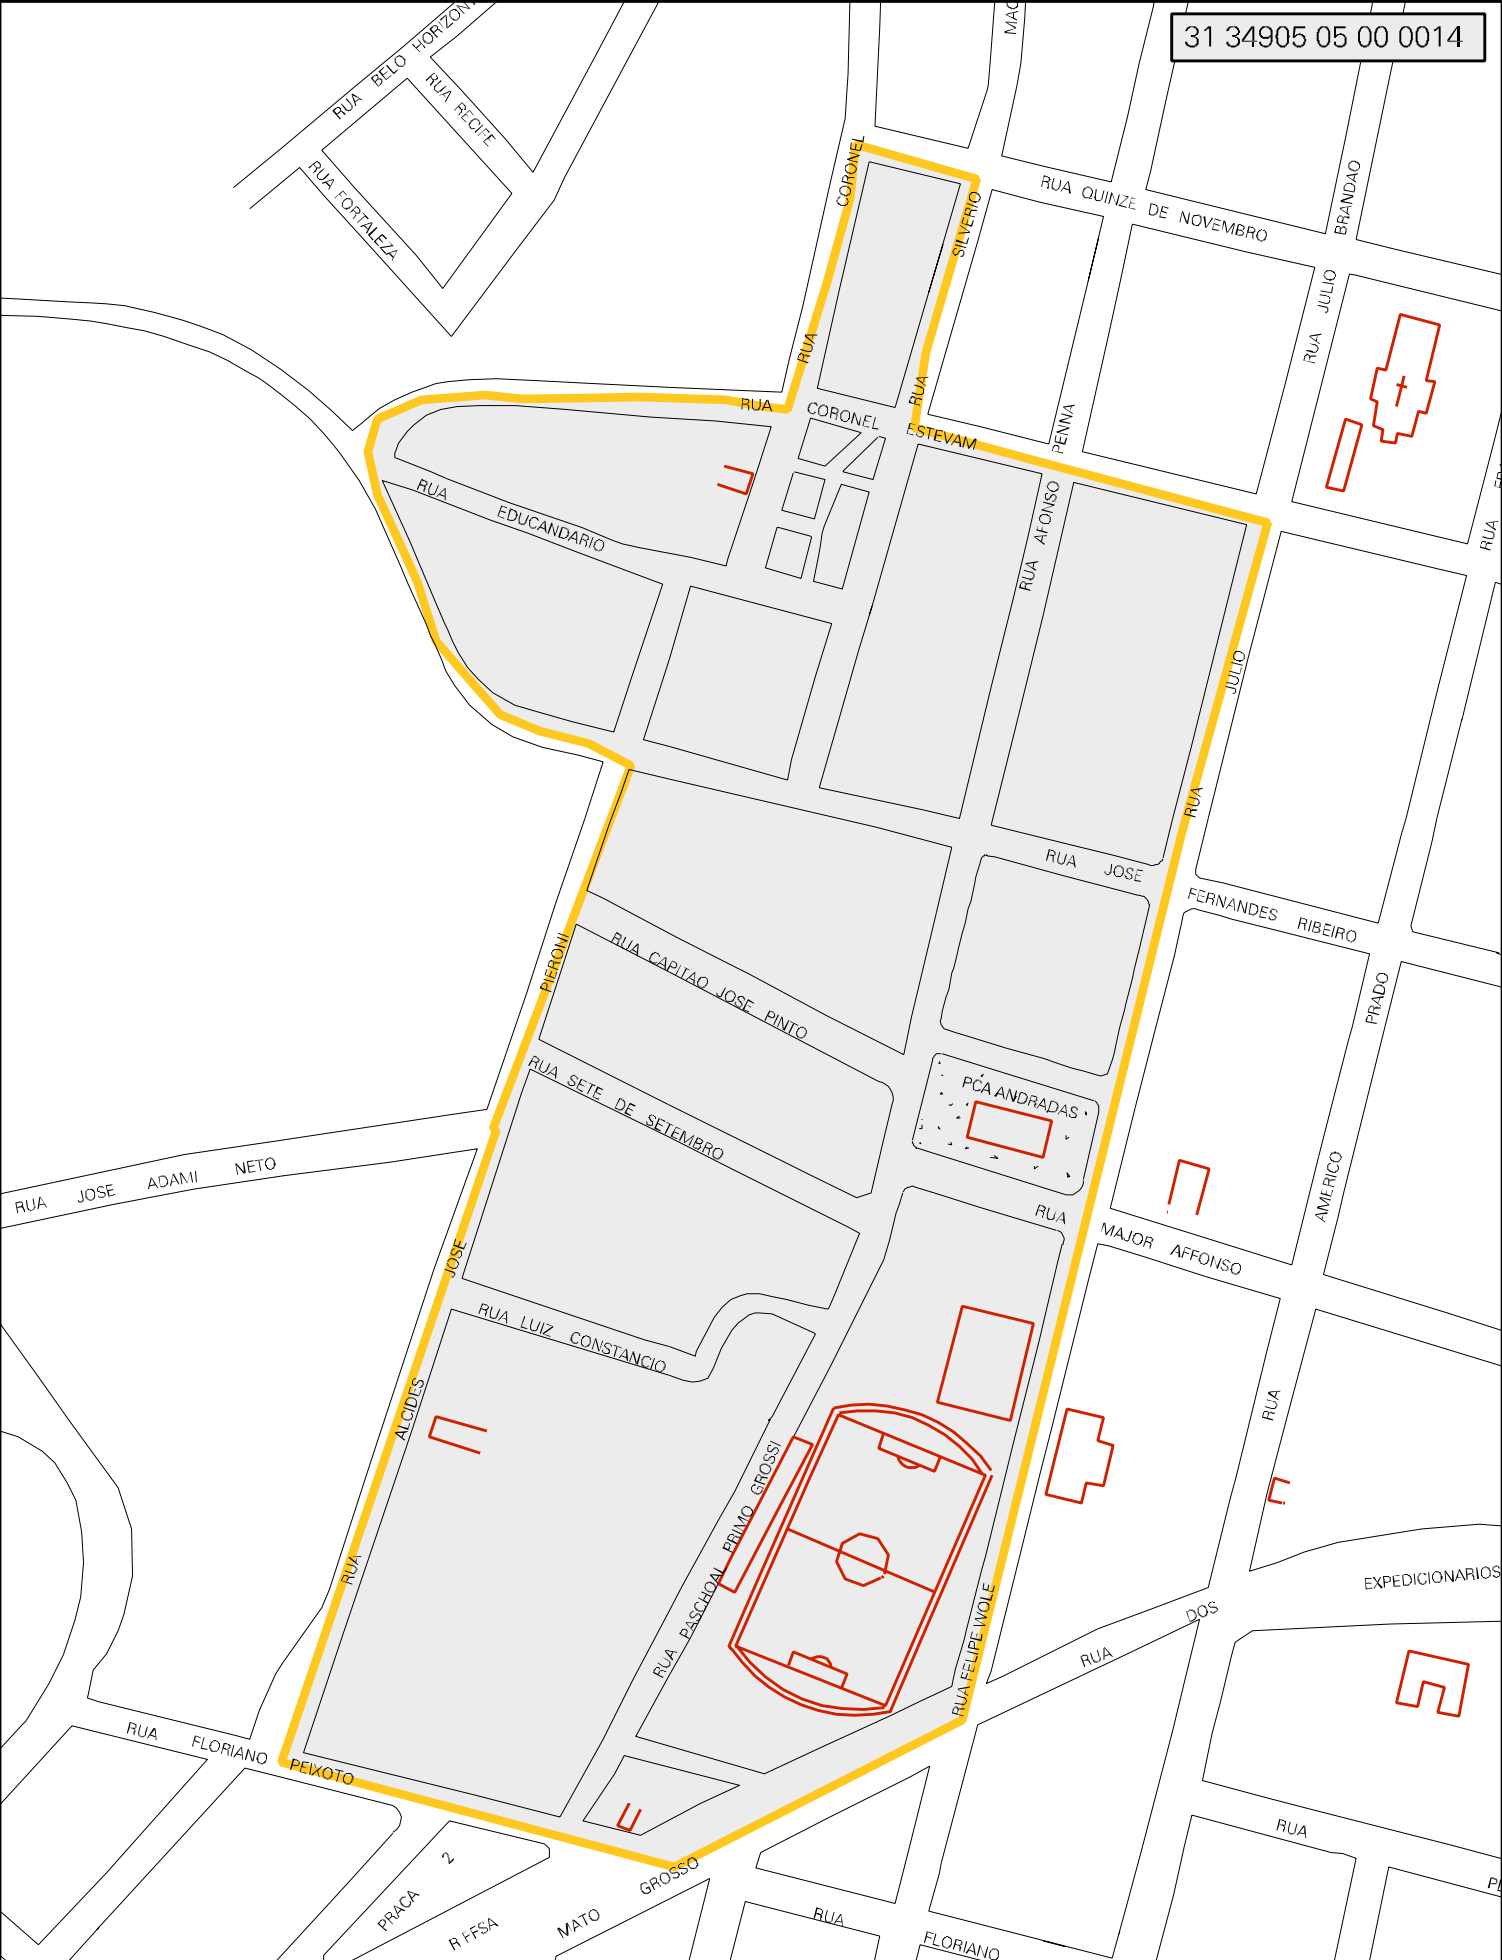 31 34905 05 00 0014
RUA BELO
RUA RECIFE
RUA FORTALEZA
CORONEL
SILVERIO
RUA QUINZE DE NOVEMBRO
BRANDAO
JULIO
RUA
RUA
RUA
RUA
CORONEL
ESTEVAM
PENNA
AFONSO
RUA
RUA
EDUCANDARIO
JULIO
RUA
RUA JOSE
FERNANDES RIBEIRO
PIERONI
RUA CAPITAO JOSE PINTO
PRADO
RUA SETE DE SETEMBRO
PCA ANDRADAS
RUA JOSE ADAMI NETO
AMERICO
RUA
MAJOR AFFONSO
JOSE
RUA LUIZ CONSTANCIO
ALCIDES
RUA
RUA PASCHOAL PRIMO GROSSI
RUA
EXPEDICIONARIOS
DOS
RUA
RUA FELIPE WOLE
RUA FLORIANO PEIXOTO
RUA
GROSSO
MATO
PRACA 2
RFFSA
RUA
FLORIANO
RUA